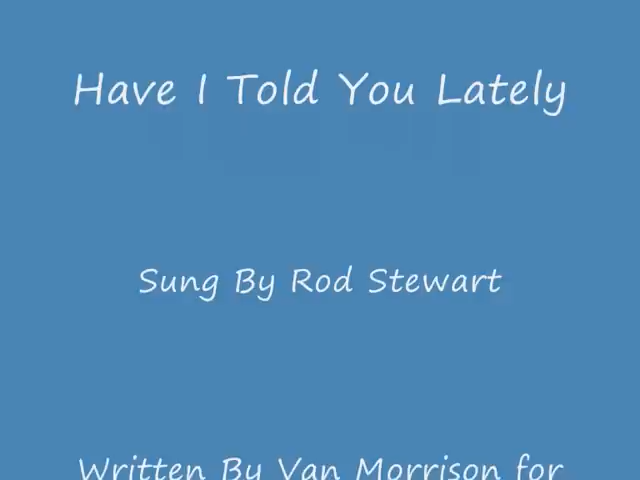 Have I Told You Lately
Sung By Rod Stewart
Written By Van Morrison for